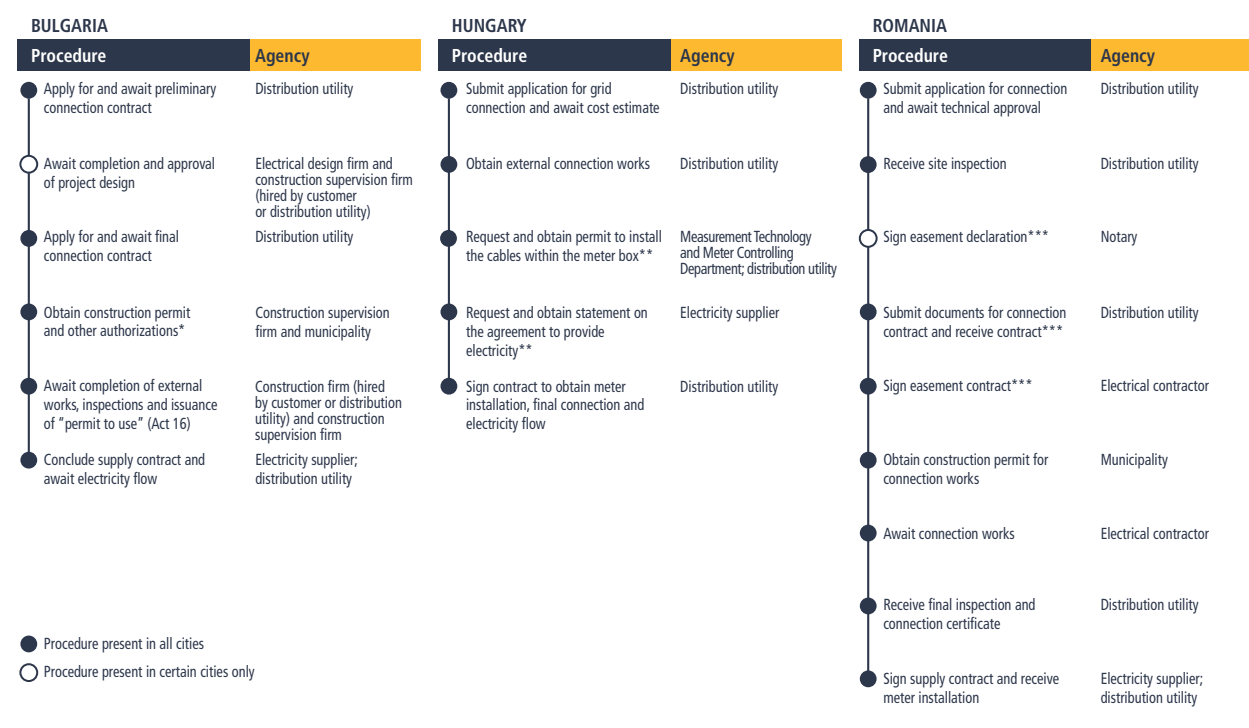 BULGARIA
Procedure
Agency
Apply for and await preliminary
connection contract
Distribution utility
Await completion and approval
of project design
Electrical design firm and
construction supervision firm
(hired by customer
or distribution utility)
Apply for and await final
connection contract
Distribution utility
Obtain construction permit
and other authorizations*
Construction supervision
firm and municipality
Await completion of external
works, inspections and issuance
of “permit to use” (Act 16)
Construction firm (hired
by customer or distribution
utility) and construction
supervision firm
Conclude supply contract and
await electricity flow
Electricity supplier;
distribution utility
Procedure present in all cities
Procedure present in certain cities only
HUNGARY
Procedure
Agency
Submit application for grid
connection and await cost estimate
Distribution utility
Obtain external connection works
Distribution utility
Request and obtain permit to install
the cables within the meter box**
Measurement Technology
and Meter Controlling
Department; distribution utility
Request and obtain statement on
the agreement to provide
electricity**
Electricity supplier
Sign contract to obtain meter
installation, final connection and
electricity flow
Distribution utility
ROMANIA
Procedure
Agency
Submit application for connection
and await technical approval
Distribution utility
Receive site inspection
Distribution utility
Sign easement declaration***
Notary
Submit documents for connection
contract and receive contract***
Distribution utility
Sign easement contract***
Electrical contractor
Obtain construction permit for
connection works
Municipality
Await connection works
Electrical contractor
Receive final inspection and
connection certificate
Distribution utility
Sign supply contract and receive
meter installation
Electricity supplier;
distribution utility